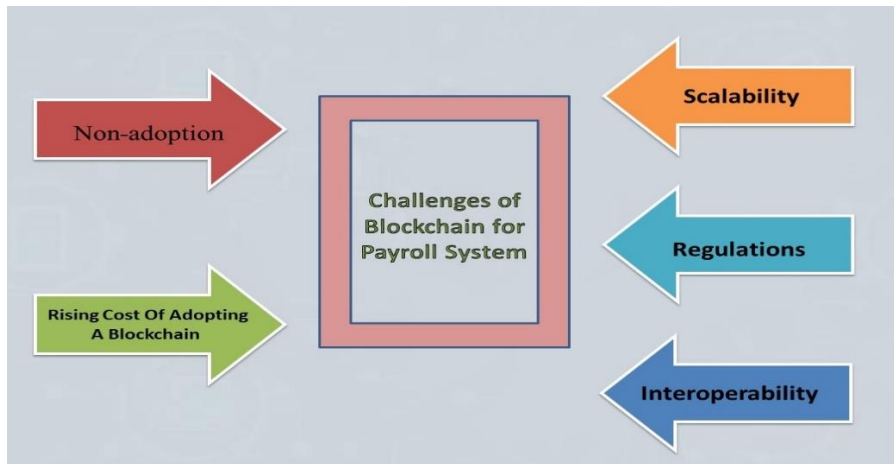 Non-adoption
Rising Cost Of Adopting
A Blockchain
Challenges of
Blockchain for
Payroll System
Scalability
Regulations
Interoperability